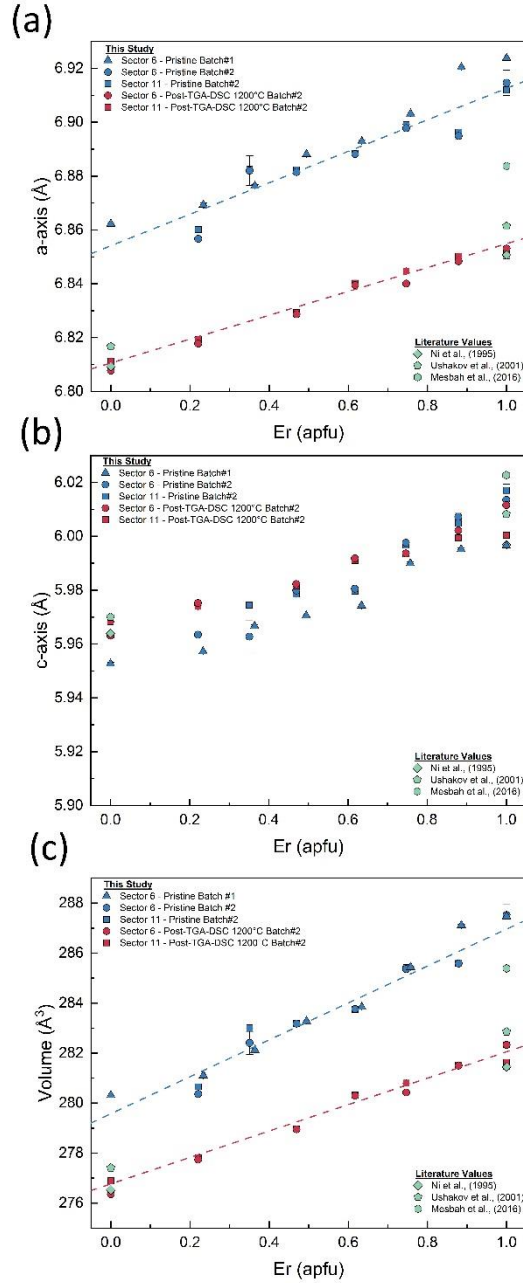 (a)
This Study
Sector 6 - Pristine Batch#1
Sector 6 - Pristine Batch#2
Sector 11 - Pristine Batch#2
Sector 6 - Post-TGA-DSC 1200°C Batch#2
Sector 11 - Post-TGA-DSC 1200°C Batch#2
6.92
6.90
6.88
6.86
6.84
6.82
6.80
a-axis (Å)
Literature Values
Ni et al., (1995)
Ushakov et al., (2001)
Mesbah et al., (2016)
0.0 0.2 0.4 0.6 0.8 1.0
Er (apfu)
(b)
This Study
Sector 6 - Pristine Batch#1
Sector 6 - Pristine Batch#2
Sector 11 - Pristine Batch#2
Sector 6 - Post-TGA-DSC 1200°C Batch#2
Sector 11 - Post-TGA-DSC 1200°C Batch#2
6.02
6.00
5.98
5.96
5.94
5.92
5.90
c-axis (Å)
Literature Values
Ni et al., (1995)
Ushakov et al., (2001)
Mesbah et al., (2016)
0.0 0.2 0.4 0.6 0.8 1.0
Er (apfu)
(c)
This Study
Sector 6 - Pristine Batch #1
Sector 6 - Pristine Batch #2
Sector 11 - Pristine Batch#2
Sector 6 - Post-TGA-DSC 1200°C Batch#2
Sector 11 - Post-TGA-DSC 1200 C Batch#2
288
286
284
282
280
278
276
Volume (Å³)
Literature Values
Ni et al., (1995)
Ushakov et al., (2001)
Mesbah et al., (2016)
0.0 0.2 0.4 0.6 0.8 1.0
Er (apfu)